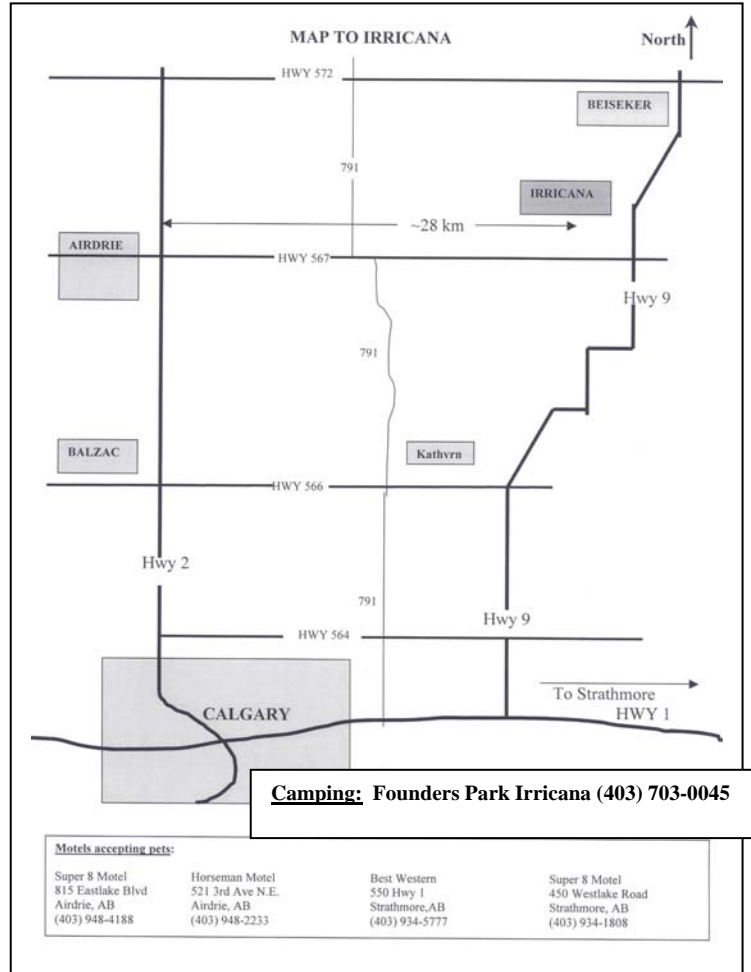 MAP TO IRRICANA
North
HWY 572
BEISEKER
791
IRRICANA
~28 km
AIRDRIE
HWY 567
Hwy 9
791
BALZAC
Kathvrn
HWY 566
Hwy 2
791
Hwy 9
HWY 564
To Strathmore
HWY 1
CALGARY
Camping: Founders Park Irricana (403) 703-0045
Motels accepting pets:
Super 8 Motel
815 Eastlake Blvd
Airdrie, AB
(403) 948-4188
Horseman Motel
521 3rd Ave N.E.
Airdrie, AB
(403) 948-2233
Best Western
550 Hwy 1
Strathmore,AB
(403) 934-5777
Super 8 Motel
450 Westlake Road
Strathmore, AB
(403) 934-1808